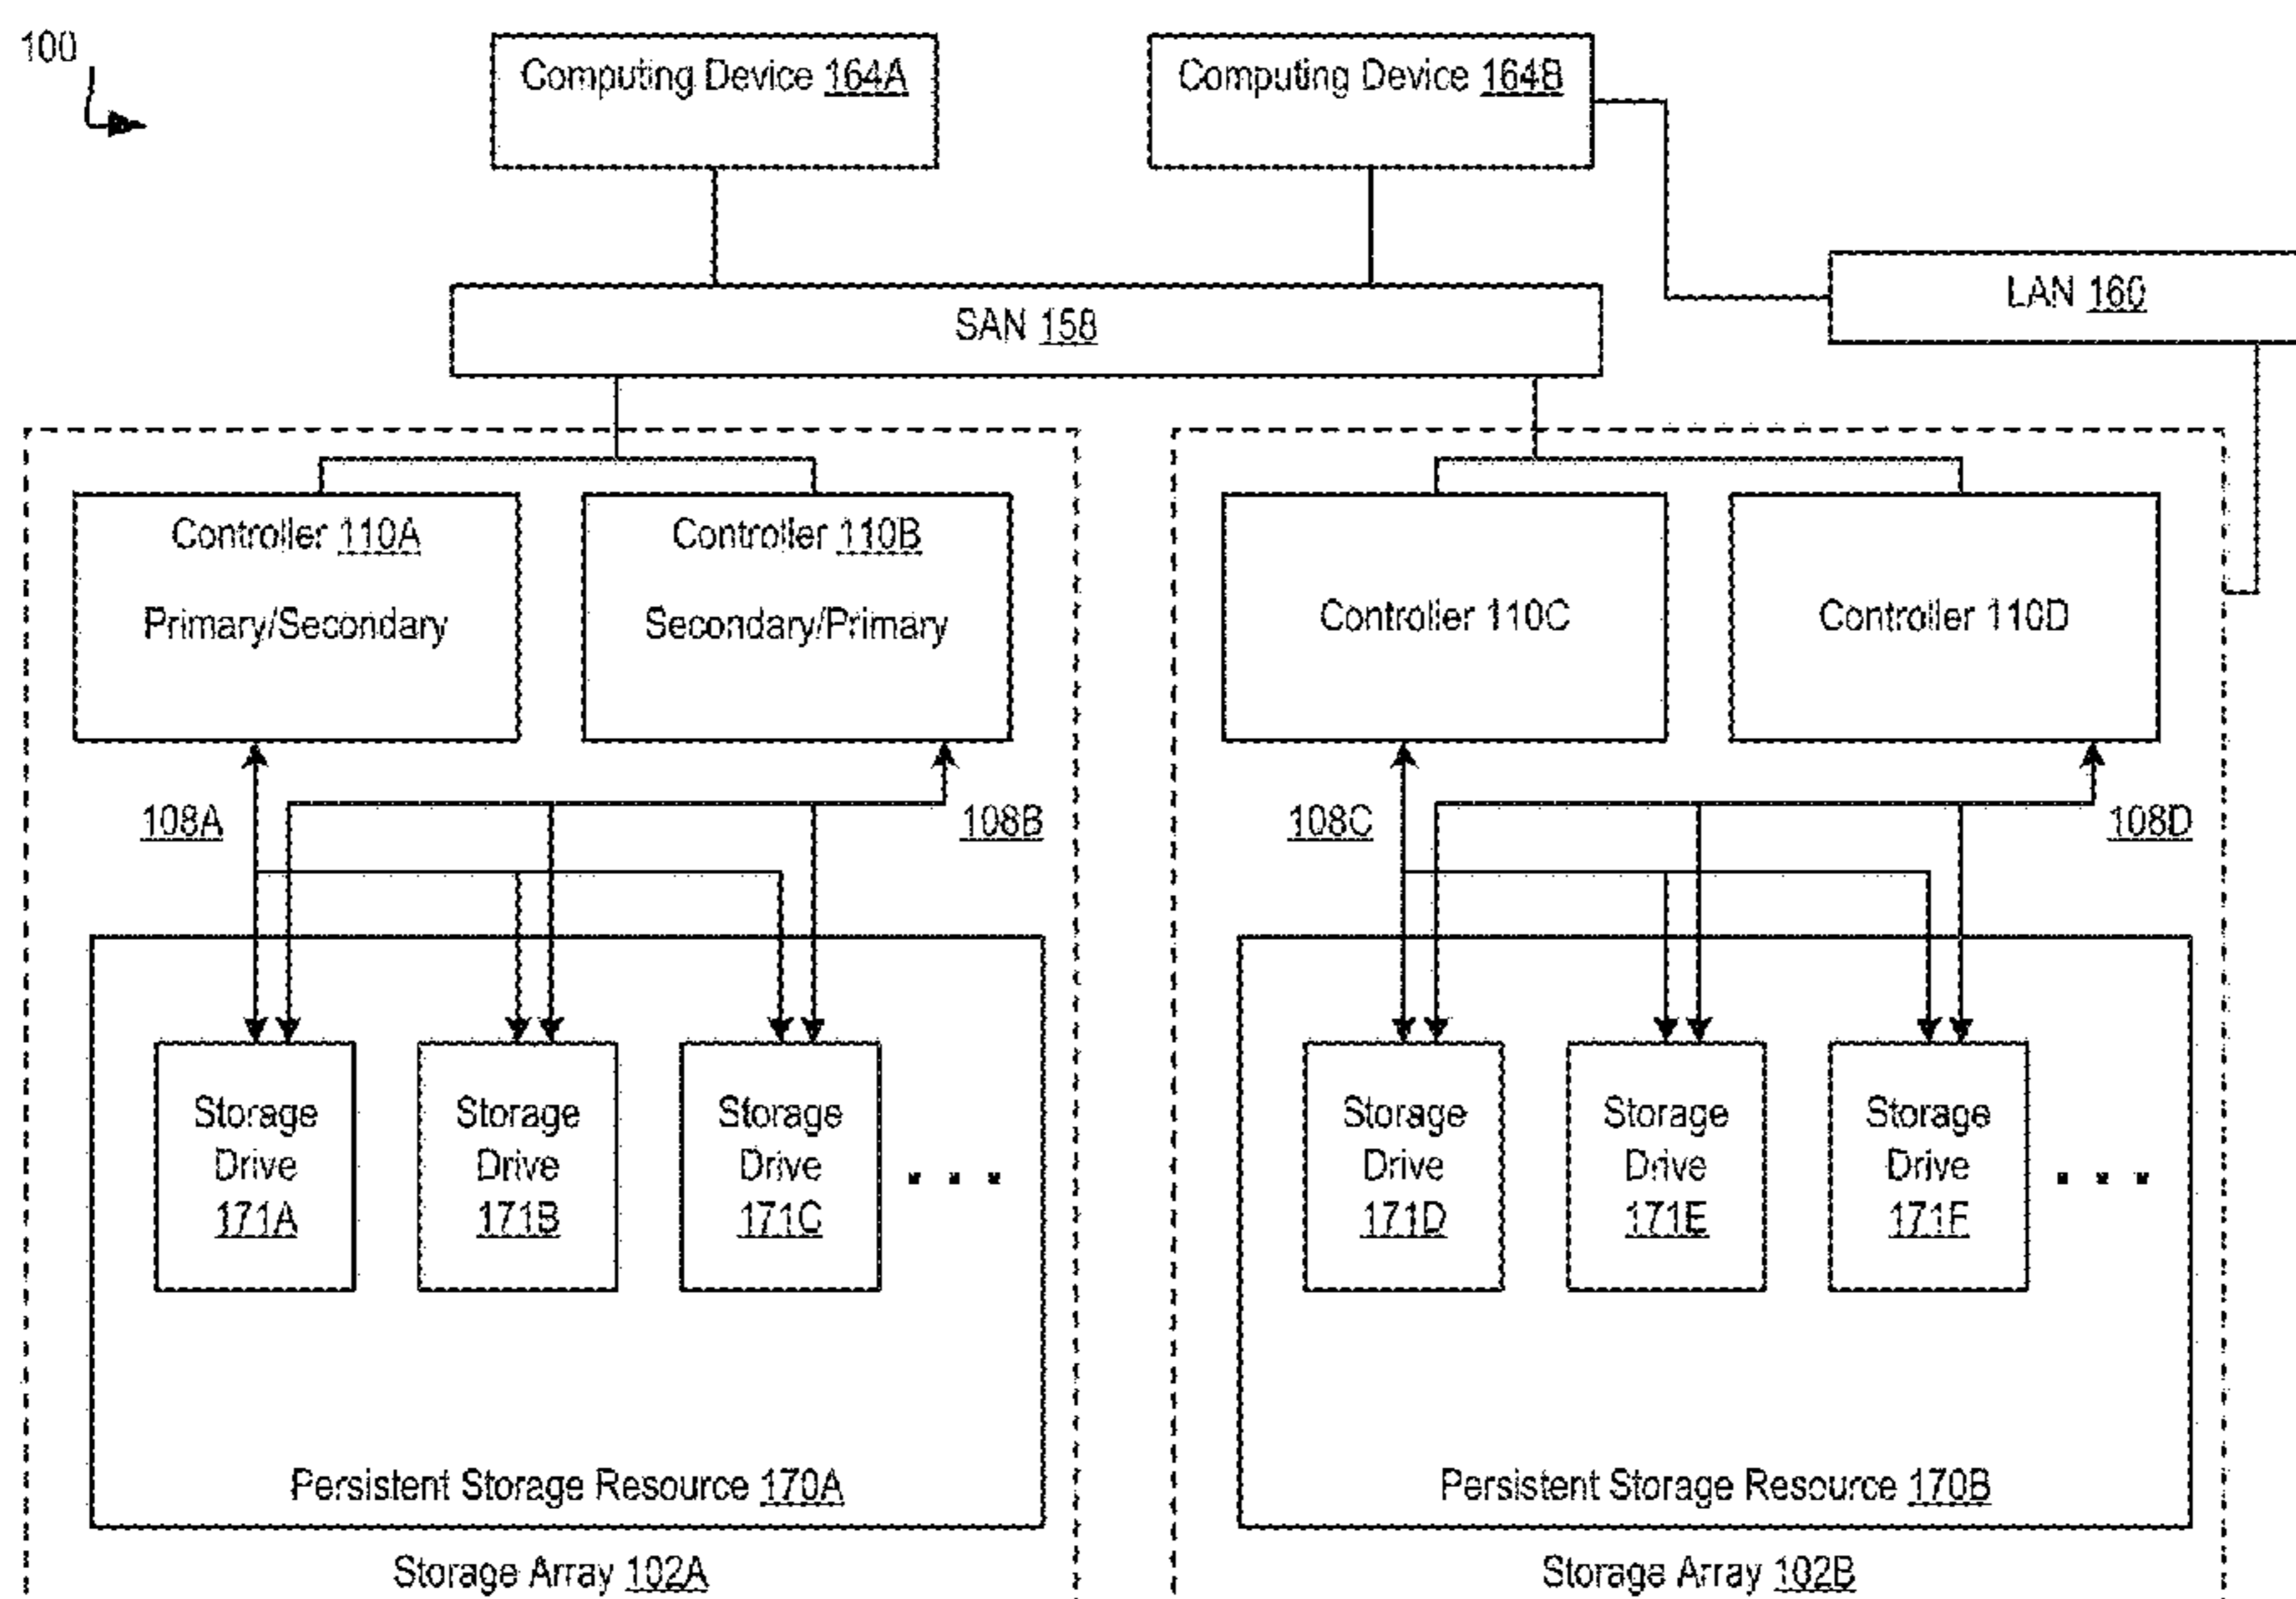 100
Computing Device 164A
Computing Device 164B
LAN 160
SAN 158
Controller 110A
Primary/Secondary
Controller 110B
Secondary/Primary
Controller 110C
Controller 110D
108A
108B
108C
108D
Storage
Drive
171A
Storage
Drive
171B
Storage
Drive
171C
. . .
Storage
Drive
171D
Storage
Drive
171E
Storage
Drive
171F
. . .
Persistent Storage Resource 170A
Persistent Storage Resource 170B
Storage Array 102A
Storage Array 102B